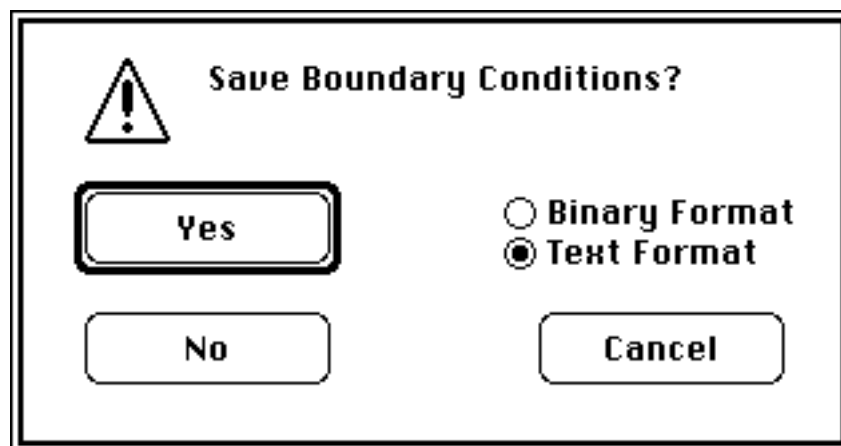 Save Boundary Conditions?
Yes
Binary Format
Text Format
No
Cancel